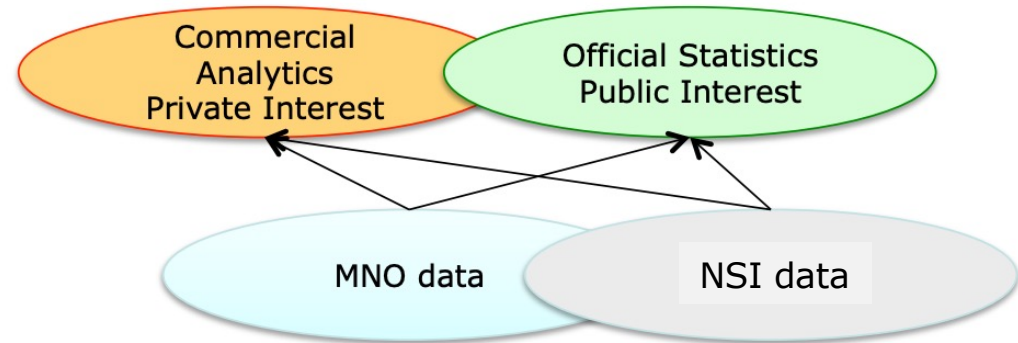 Commercial
Analytics
Private Interest
Official Statistics
Public Interest
MNO data
NSI data